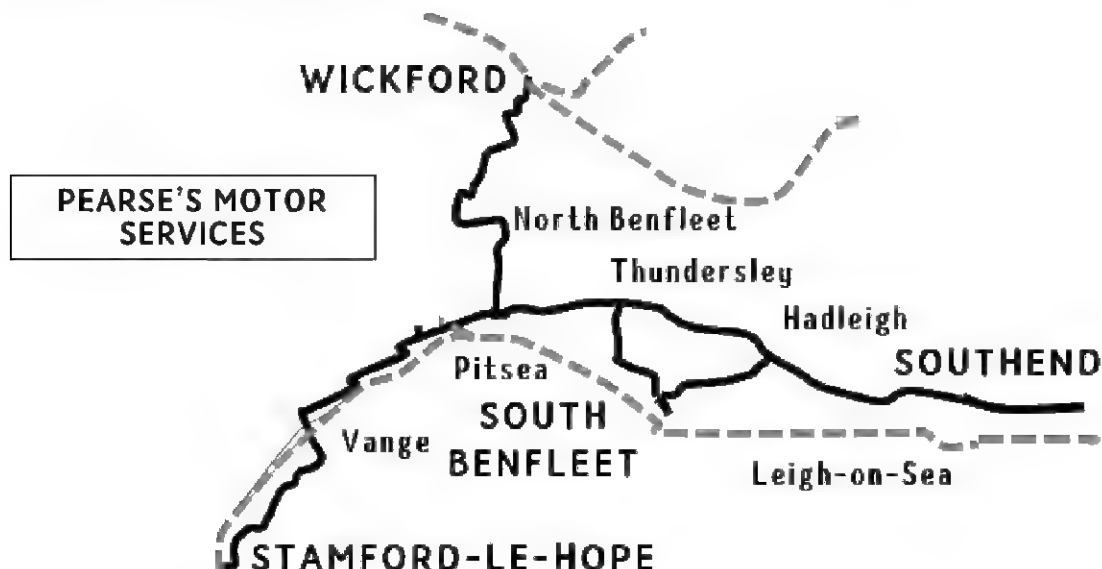 WICKFORD
PEARSE'S MOTOR
SERVICES
North Benfleet
Thundersley
Hadleigh
SOUTHEND
Pitsea
SOUTH
BENFLEET
Vange
Leigh-on-Sea
STAMFORD-LE-HOPE